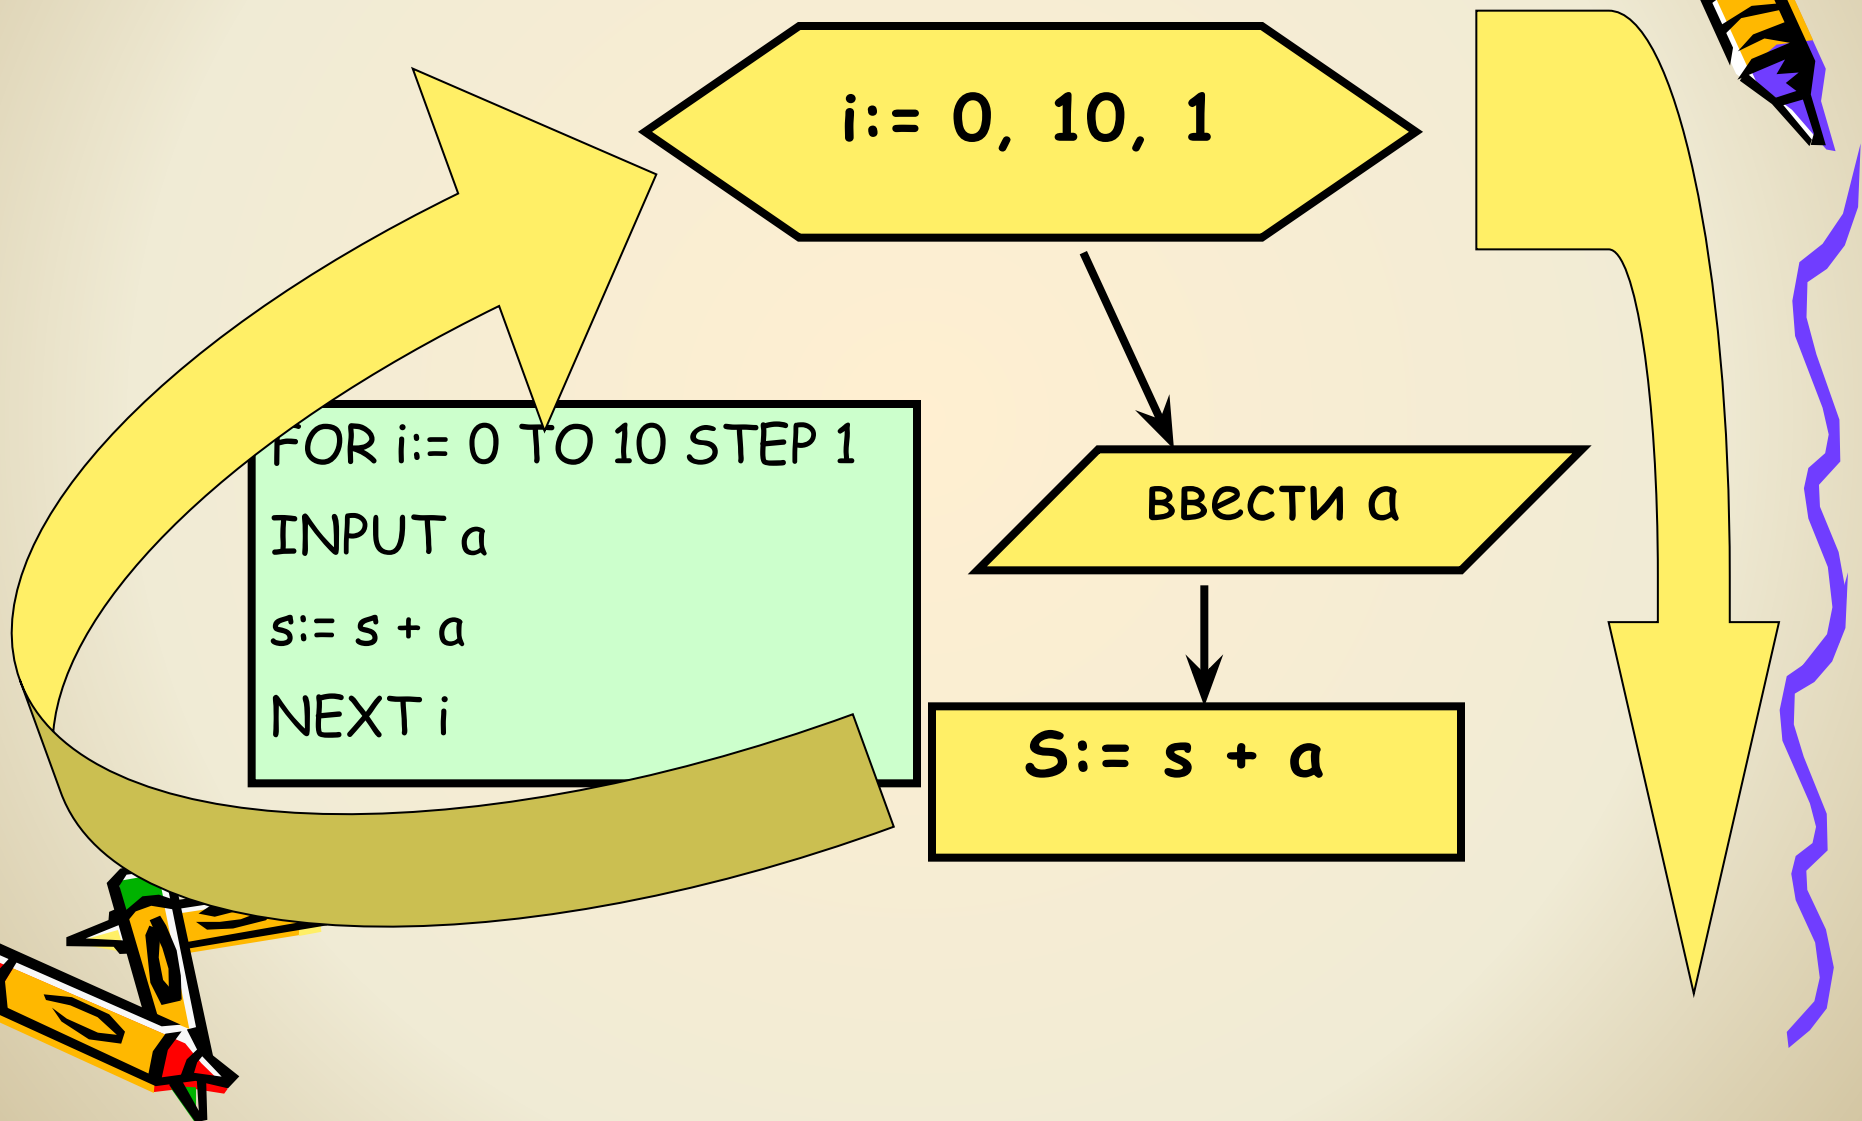 i:= 0, 10, 1
FOR i:= 0 TO 10 STEP 1
INPUT a
s:= s + a
NEXT i
ввести а
S:= s + a